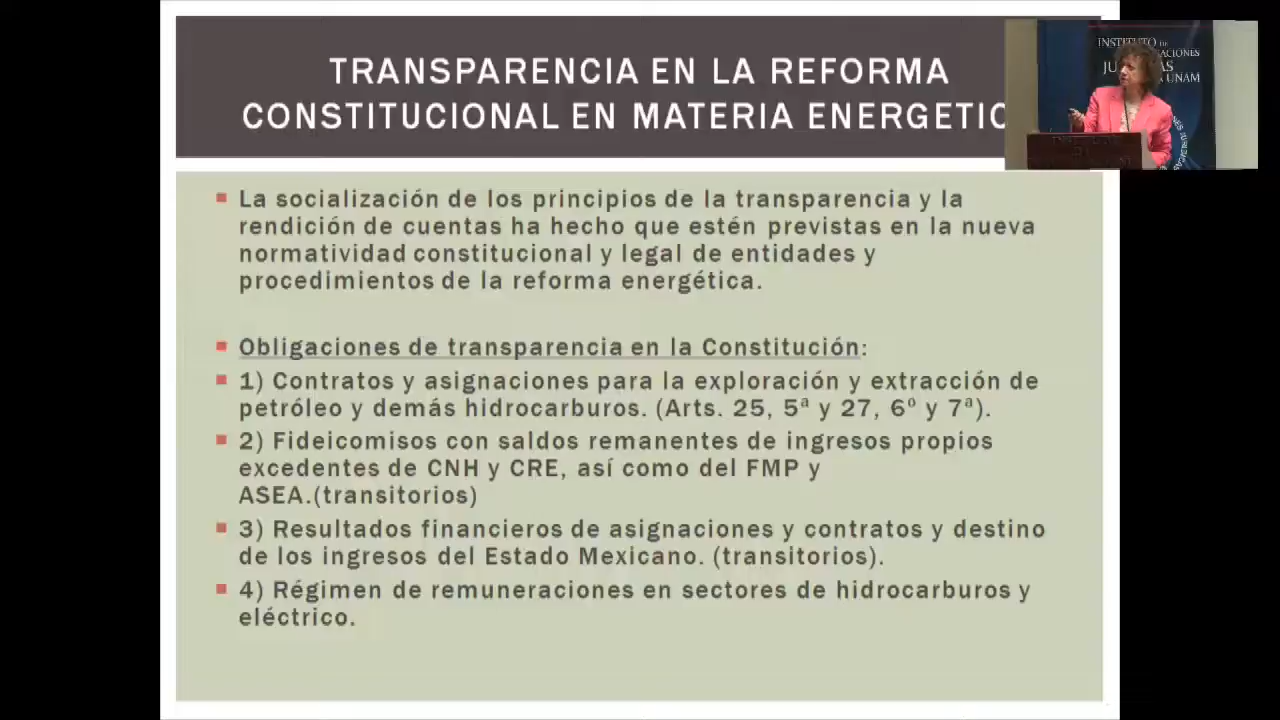 TRANSPARENCIA EN LA REFORMA
CONSTITUCIONAL EN MATERIA
INSTITUTO DE
UNAM
La socialización de los principios de la transparencia y la
rendición de cuentas ha hecho que estén previstas en la nueva
normatividad constitucional y legal de entidades y
procedimientos de la reforma energética.
Obligaciones de transparencia en la Constitución:
1) Contratos y asignaciones para la exploración y extracción de
petróleo y demás hidrocarburos. (Arts. 25, 5ª y 27, 6º y 7ª).
2) Fideicomisos con saldos remanentes de ingresos propios
excedentes de CNH y CRE, así como del FMP y
ASEA.(transitorios)
3) Resultados financieros de asignaciones y contratos y destino
de los ingresos del Estado Mexicano. (transitorios).
4) Régimen de remuneraciones en sectores de hidrocarburos y
eléctrico.